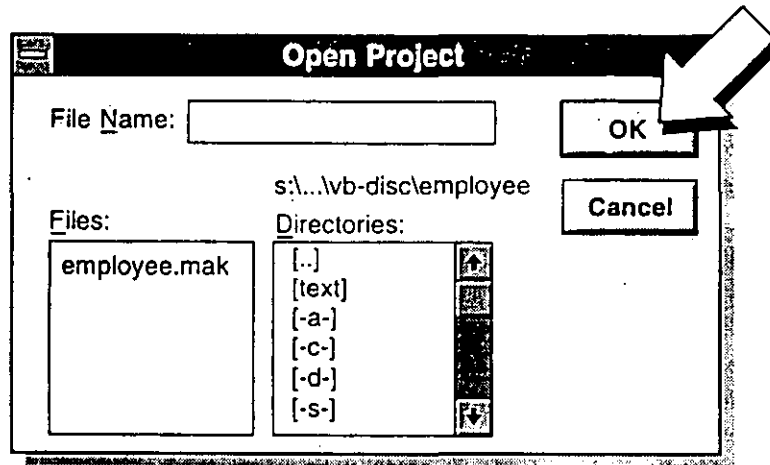 Open Project
File Name:
OK
s:\...\vb-disc\employee
Cancel
Files:
Directories:
employee.mak
[..]
[text]
[-a-]
[-c-]
[-d-]
[-s-]